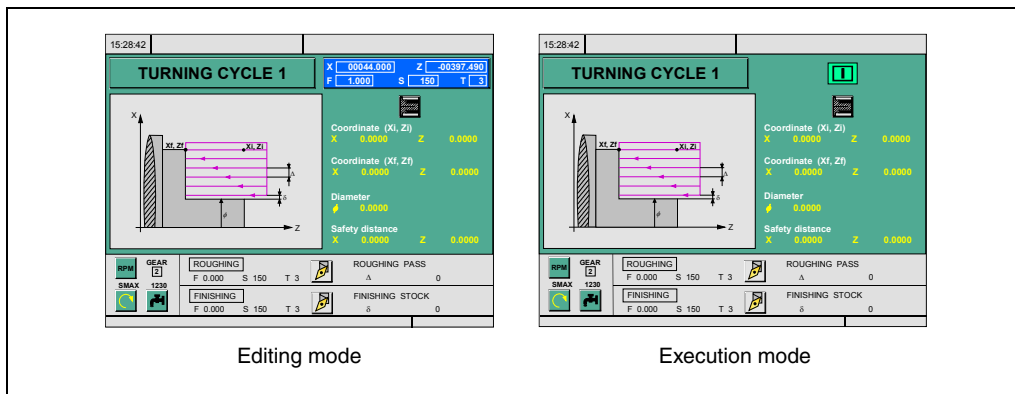 15:28:42
TURNING CYCLE 1
X 00044.000 Z -00397.490
F 1.000 S 150 T 3
X
Xf, Zf
Xi, Zi
Δ
δ
ϕ
Z
Coordinate (Xi, Zi)
X 0.0000 Z 0.0000
Coordinate (Xf, Zf)
X 0.0000 Z 0.0000
Diameter
ϕ 0.0000
Safety distance
X 0.0000 Z 0.0000
RPM
GEAR
2
SMAX 1230
ROUGHING
F 0.000 S 150 T 3
ROUGHING PASS
Δ 0
FINISHING
F 0.000 S 150 T 3
FINISHING STOCK
δ 0
Editing mode
15:28:42
TURNING CYCLE 1
X
Xf, Zf
Xi, Zi
Δ
δ
ϕ
Z
Coordinate (Xi, Zi)
X 0.0000 Z 0.0000
Coordinate (Xf, Zf)
X 0.0000 Z 0.0000
Diameter
ϕ 0.0000
Safety distance
X 0.0000 Z 0.0000
RPM
GEAR
2
SMAX 1230
ROUGHING
F 0.000 S 150 T 3
ROUGHING PASS
Δ 0
FINISHING
F 0.000 S 150 T 3
FINISHING STOCK
δ 0
Execution mode